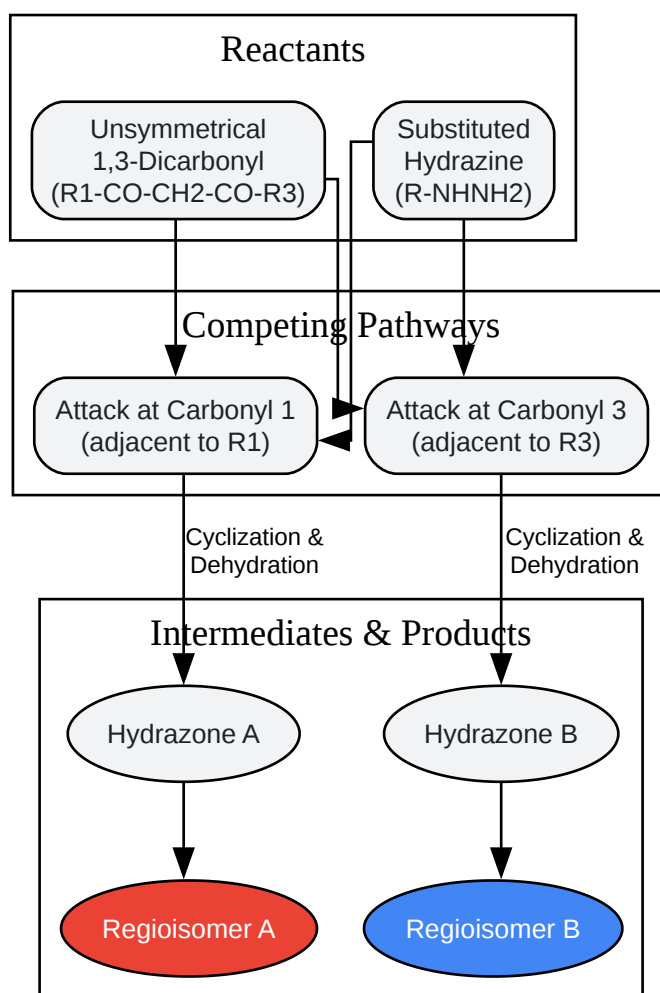 Reactants
Unsymmetrical
1,3-Dicarbonyl
(R1-CO-CH2-CO-R3)
Substituted
Hydrazine
(R-NHNH2)
Competing Pathways
Attack at Carbonyl 1
(adjacent to R1)
Attack at Carbonyl 3
(adjacent to R3)
Cyclization &
Dehydration
Cyclization &
Dehydration
Intermediates & Products
Hydrazone A
Hydrazone B
Regioisomer A
Regioisomer B